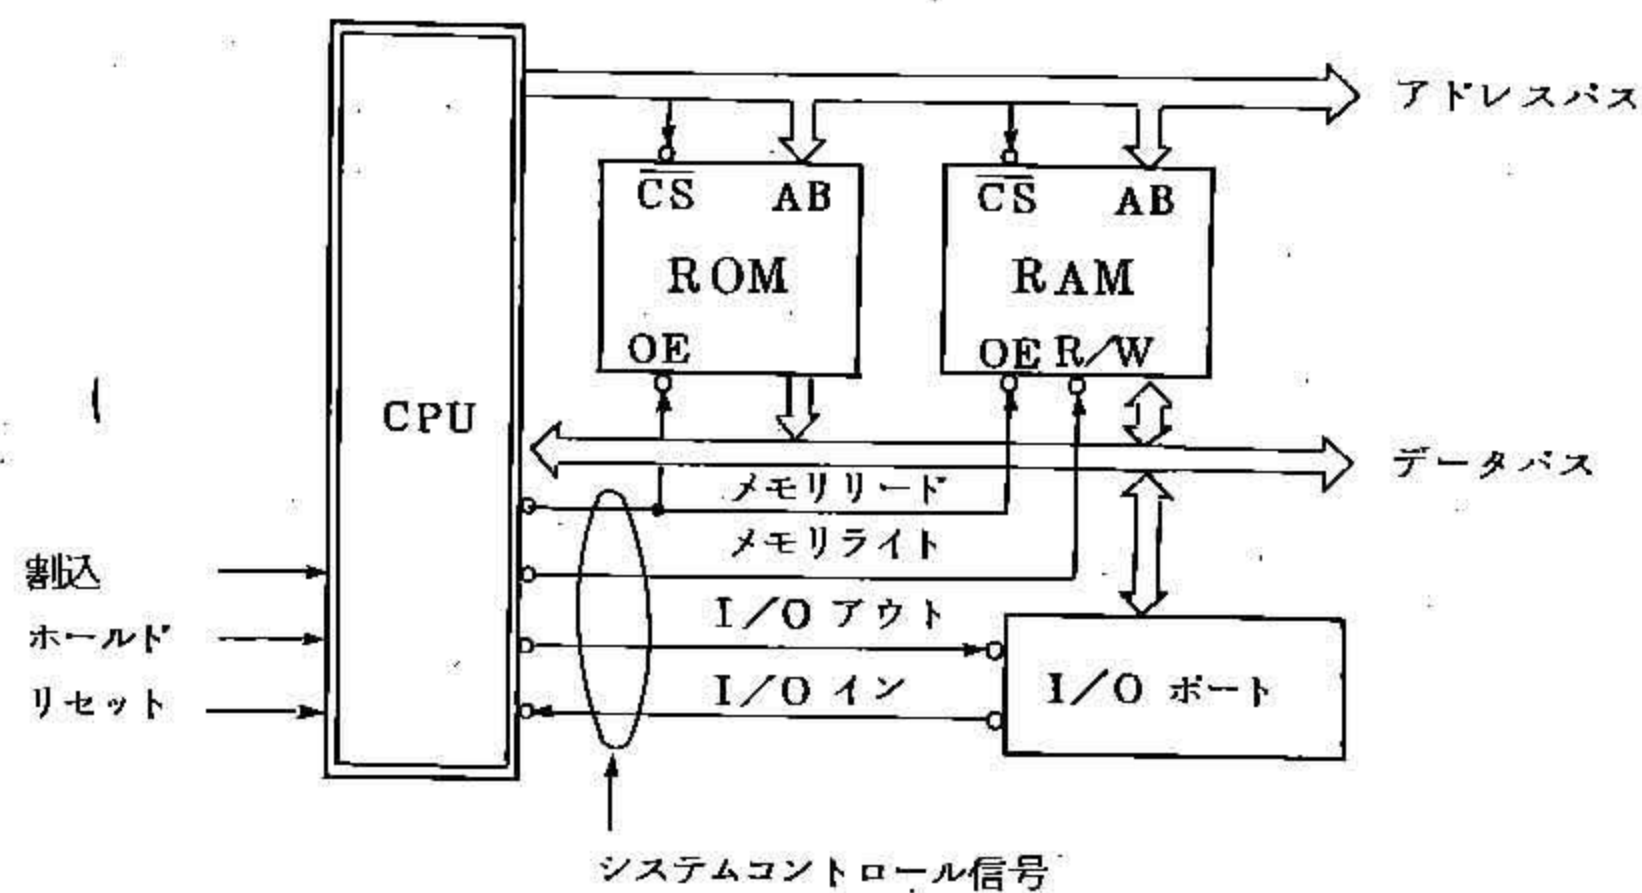 アドレスバス
C̅S̅ AB
ROM
OE
C̅S̅ AB
RAM
OE R/W
CPU
データバス
メモリリード
メモリライト
I/O アウト
I/O イン
I/O ポート
割込
ホールド
リセット
システムコントロール信号